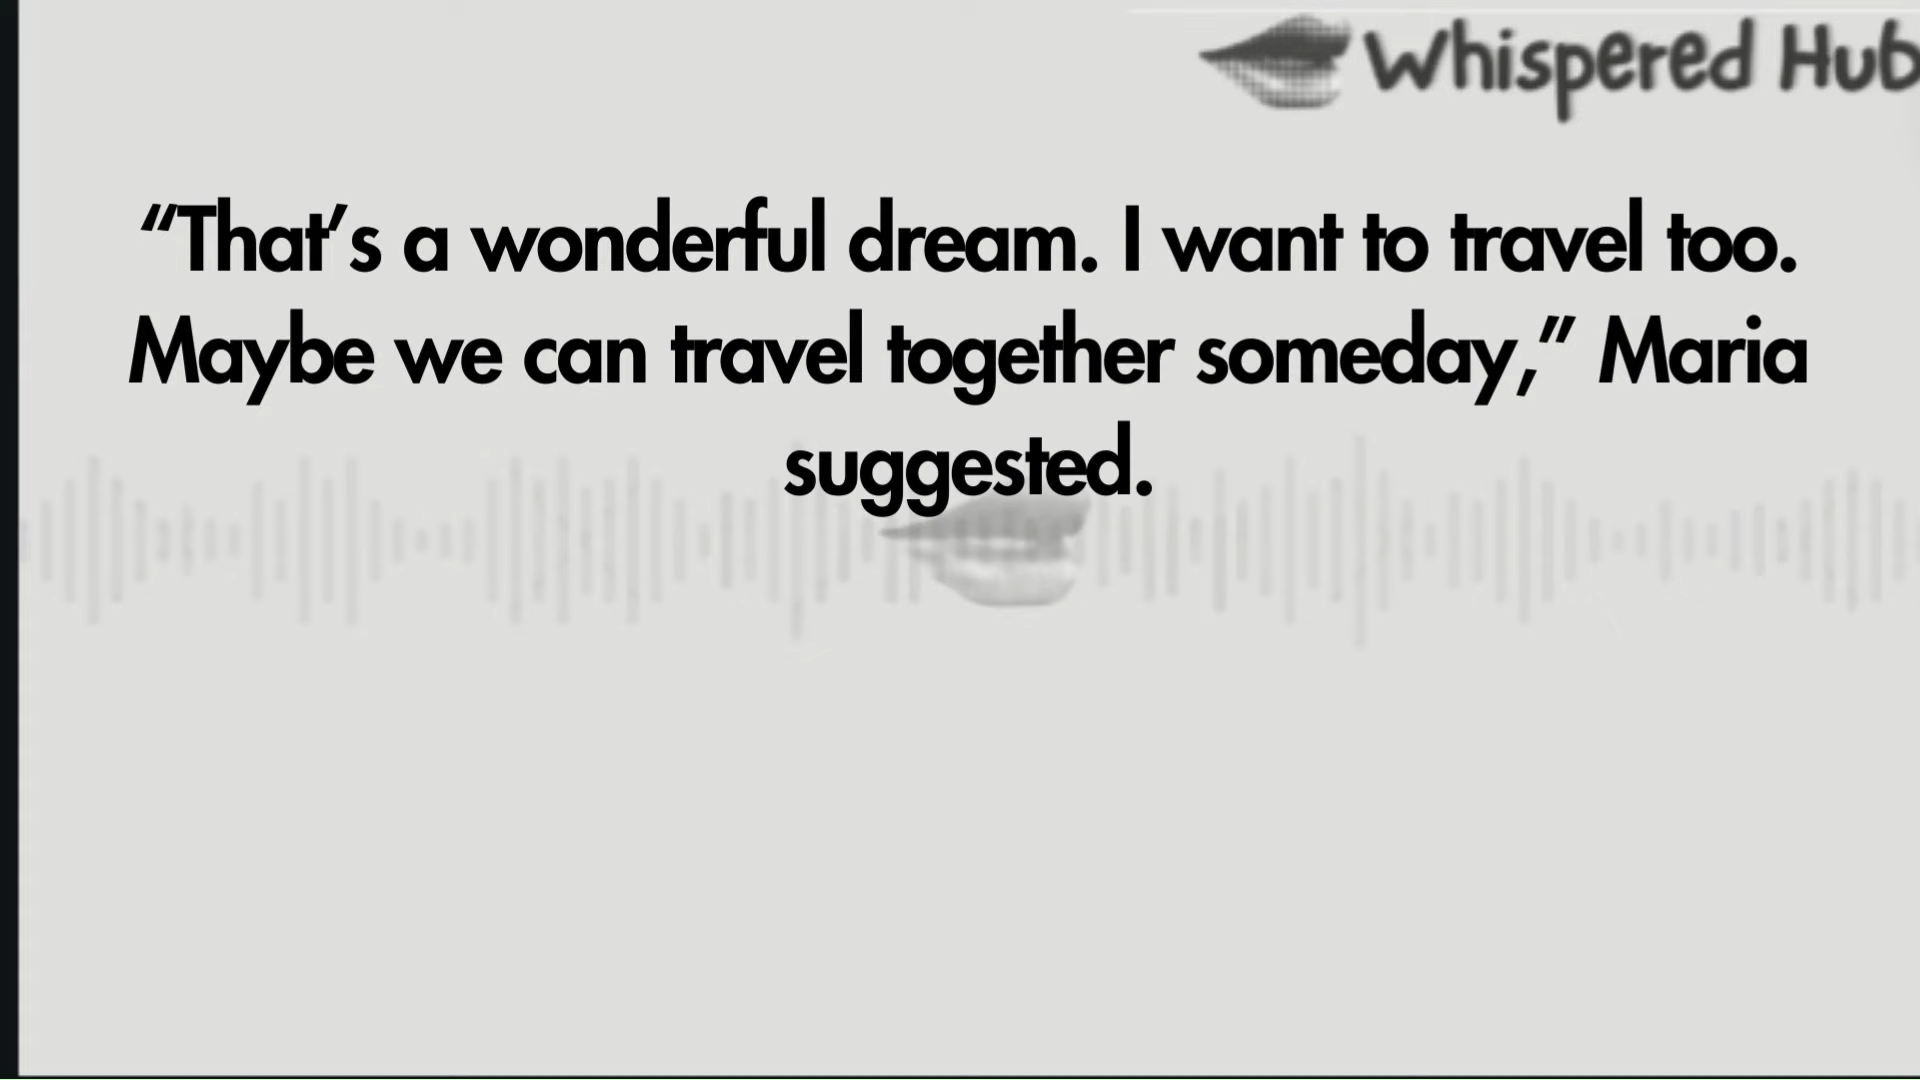 Whispered Hub
“That’s a wonderful dream. I want to travel too.
Maybe we can travel together someday,” Maria
suggested.